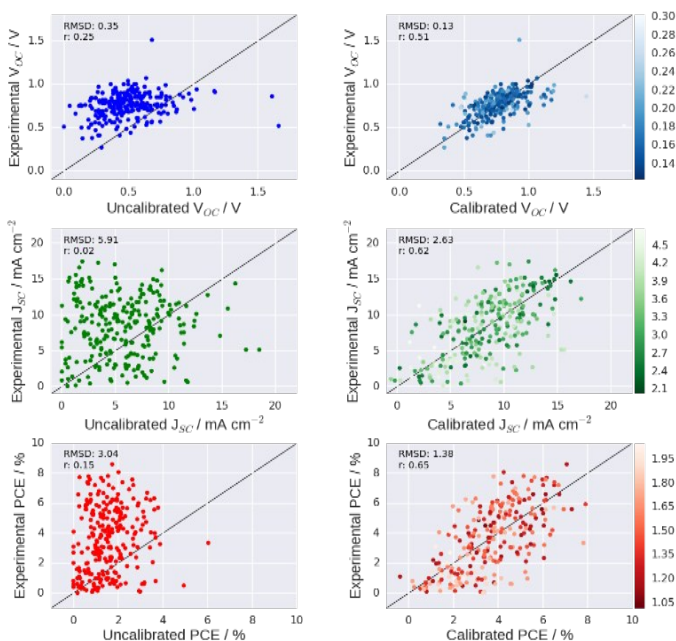 RMSD: 0.35
r: 0.25
1.5
1.0
0.5
0.0
Experimental V_OC / V
0.0 0.5 1.0 1.5
Uncalibrated V_OC / V
RMSD: 0.13
r: 0.51
1.5
1.0
0.5
0.0
Experimental V_OC / V
0.0 0.5 1.0 1.5
Calibrated V_OC / V
0.30
0.28
0.26
0.24
0.22
0.20
0.18
0.16
0.14
RMSD: 5.91
r: 0.02
20
15
10
5
0
Experimental J_SC / mA cm⁻²
0 5 10 15 20
Uncalibrated J_SC / mA cm⁻²
RMSD: 2.63
r: 0.62
20
15
10
5
0
Experimental J_SC / mA cm⁻²
0 5 10 15 20
Calibrated J_SC / mA cm⁻²
4.5
4.2
3.9
3.6
3.3
3.0
2.7
2.4
2.1
RMSD: 3.04
r: 0.15
10
8
6
4
2
0
Experimental PCE / %
0 2 4 6 8 10
Uncalibrated PCE / %
RMSD: 1.38
r: 0.65
10
8
6
4
2
0
Experimental PCE / %
0 2 4 6 8 10
Calibrated PCE / %
1.95
1.80
1.65
1.50
1.35
1.20
1.05